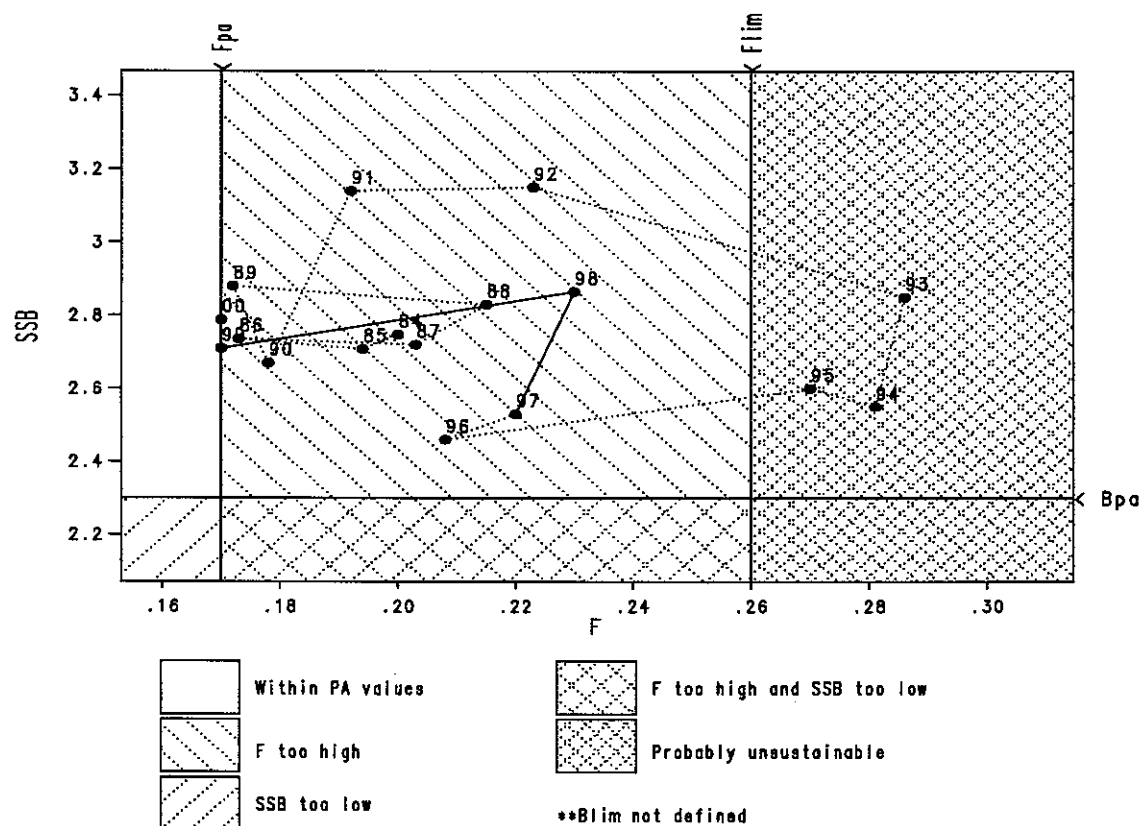 Fpa
Flim
3.4
3.2
3
2.8
2.6
2.4
2.2
SSB
91
92
89
88
98
93
00
86
84
87
99
90
85
95
94
97
96
Bpa
.16
.18
.20
.22
.24
.26
.28
.30
F
Within PA values
F too high and SSB too low
F too high
Probably unsustainable
SSB too low
**Blim not defined